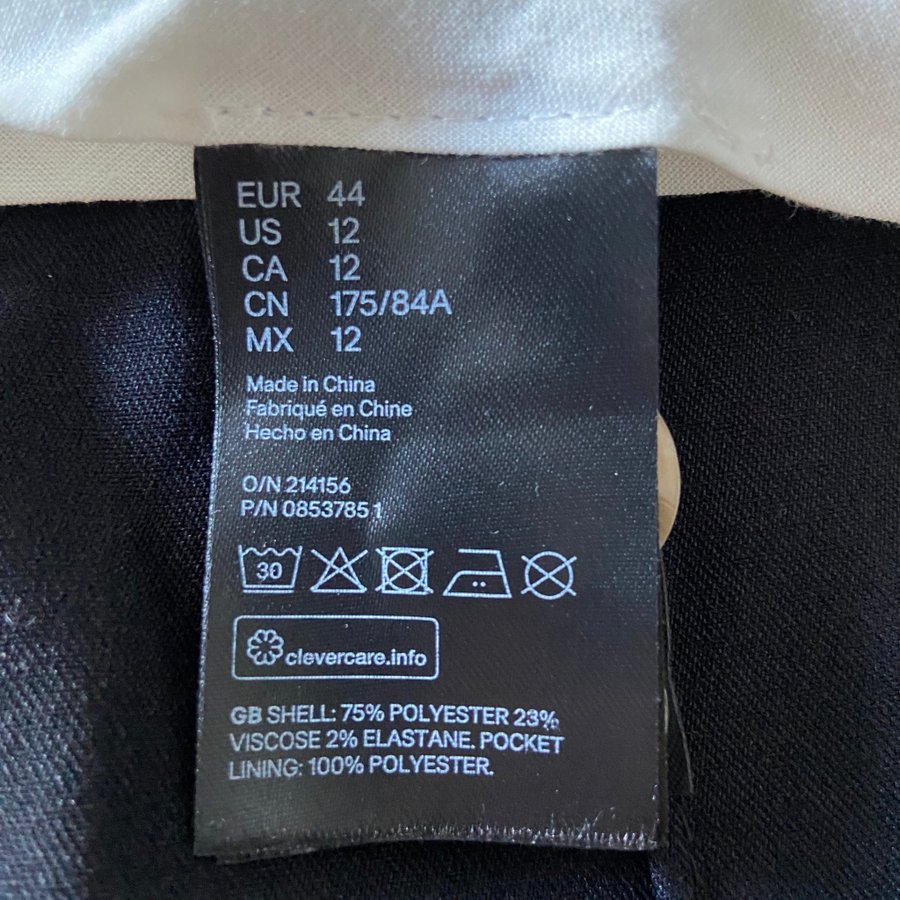 EUR 44
US 12
CA 12
CN 175/84A
MX 12
Made in China
Fabriqué en Chine
Hecho en China
O/N 214156
P/N 0853785 1
30
clevercare.info
GB SHELL: 75% POLYESTER 23%
VISCOSE 2% ELASTANE. POCKET
LINING: 100% POLYESTER.